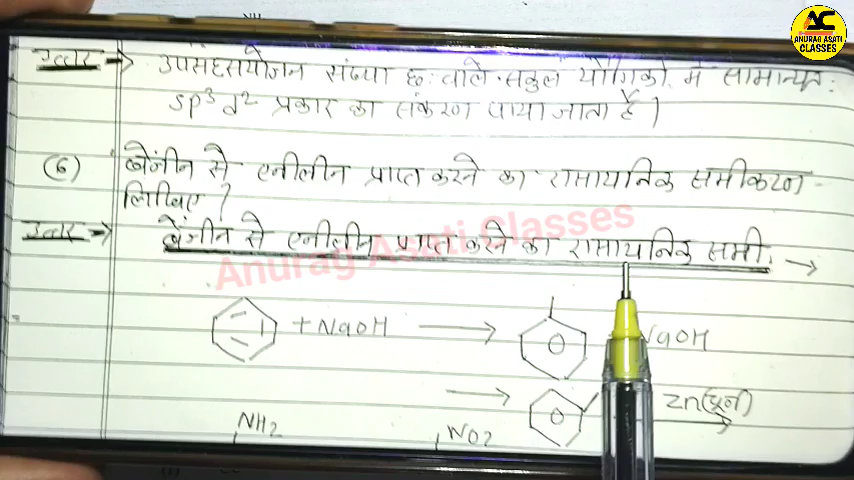 NH2
AC
ANURAG ASATI
CLASSES
उत्तर → उपसहसंयोजन संख्या छः वाले संकुल यौगिकों में सामान्यतः
sp³d² प्रकार का संकरण पाया जाता है।
(6) बेंजीन से एनीलीन प्राप्त करने का रासायनिक समीकरण
लिखिए ?
उत्तर → बेंजीन से एनीलीन प्राप्त करने का रासायनिक समी. →
Anurag Asati Classes
+ NaOH → NaOH
→ Zn(चूर्ण)
NH2 NO2